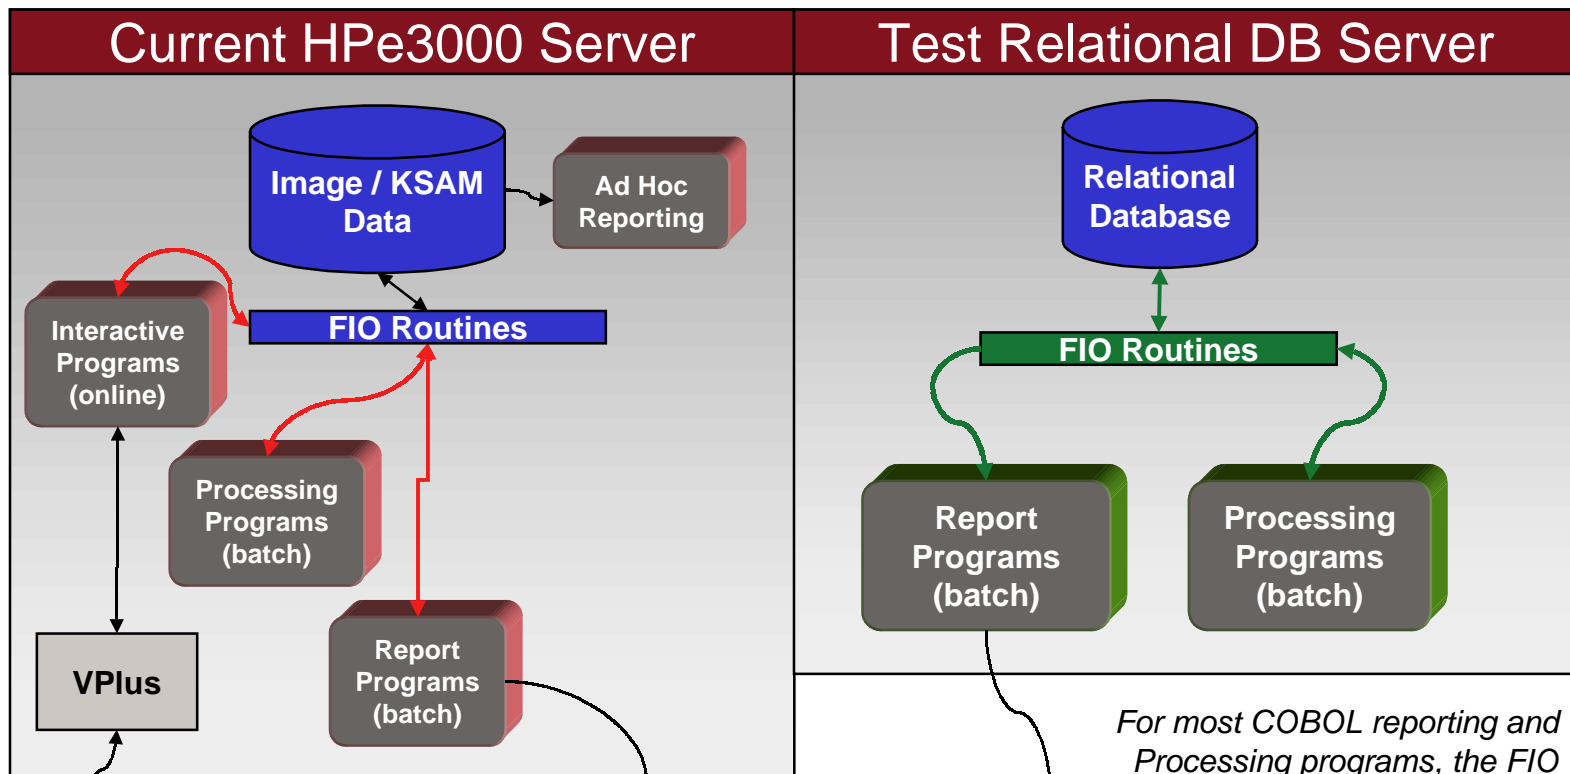 Current HPe3000 Server
Image / KSAM
Data
Ad Hoc
Reporting
FIO Routines
Interactive
Programs
(online)
Processing
Programs
(batch)
Report
Programs
(batch)
VPlus
Test Relational DB Server
Relational
Database
FIO Routines
Report
Programs
(batch)
Processing
Programs
(batch)
For most COBOL reporting and
Processing programs, the FIO